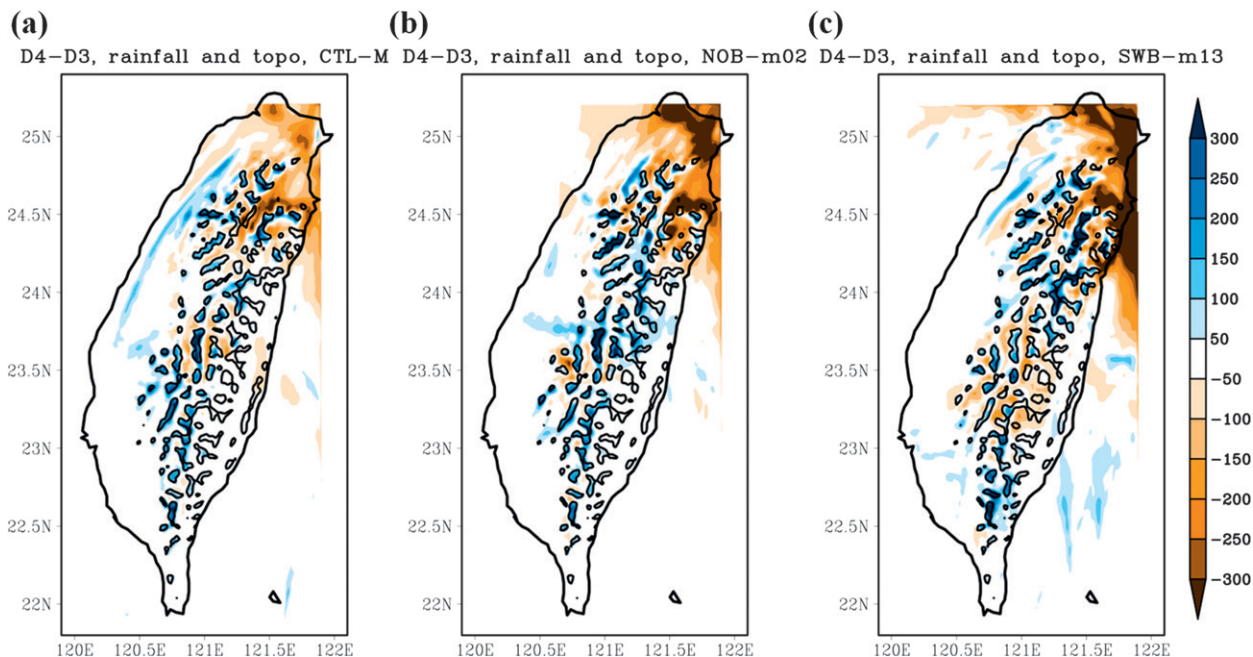 (a)
(b)
(c)
D4-D3, rainfall and topo, CTL-M
D4-D3, rainfall and topo, NOB-m02
D4-D3, rainfall and topo, SWB-m13
25N
24.5N
24N
23.5N
23N
22.5N
22N
120E
120.5E
121E
121.5E
122E
25N
24.5N
24N
23.5N
23N
22.5N
22N
120E
120.5E
121E
121.5E
122E
25N
24.5N
24N
23.5N
23N
22.5N
22N
120E
120.5E
121E
121.5E
122E
300
250
200
150
100
50
-50
-100
-150
-200
-250
-300